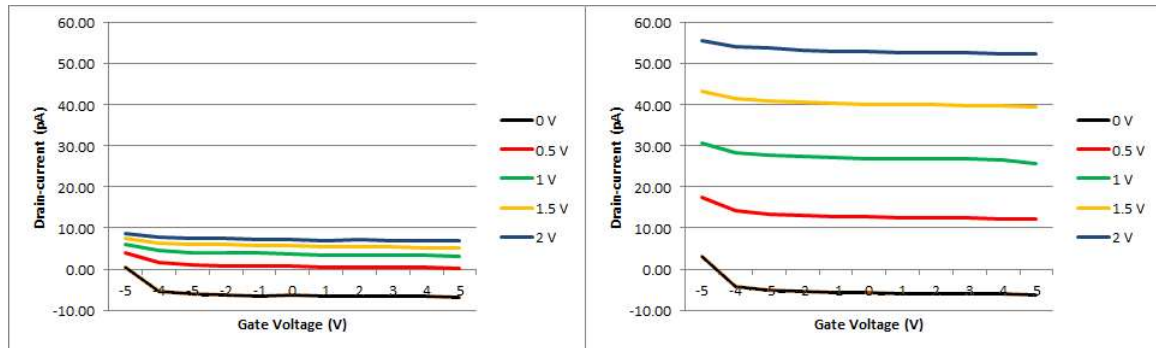 60.00
50.00
40.00
30.00
20.00
10.00
0.00
-10.00
Drain-current (pA)
-5 -4 -3 -2 -1 0 1 2 3 4 5
Gate Voltage (V)
0 V
0.5 V
1 V
1.5 V
2 V
60.00
50.00
40.00
30.00
20.00
10.00
0.00
-10.00
Drain-current (pA)
-5 -4 -3 -2 -1 0 1 2 3 4 5
Gate Voltage (V)
0 V
0.5 V
1 V
1.5 V
2 V